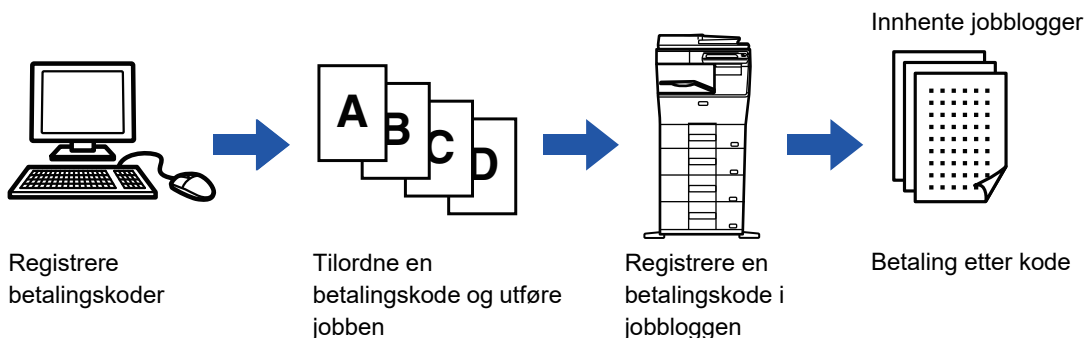 Innhente jobblogger
A
B
C
D
Registrere
betalingskoder
Tilordne en
betalingskode og utføre
jobben
Registrere en
betalingskode i
jobbloggen
Betaling etter kode